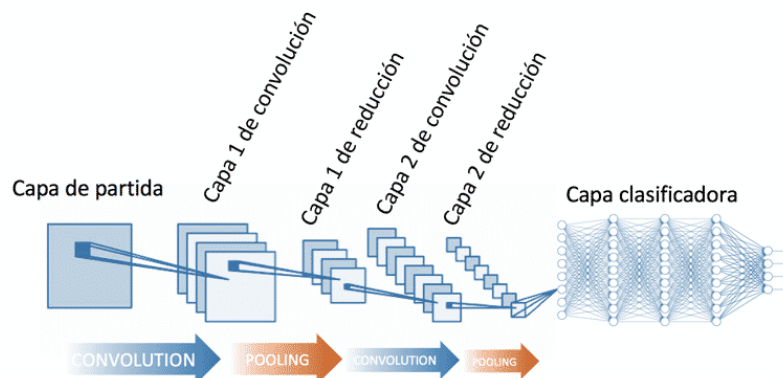 Capa de partida
Capa 1 de convolución
Capa 1 de reducción
Capa 2 de convolución
Capa 2 de reducción
Capa clasificadora
CONVOLUTION
POOLING
CONVOLUTION
POOLING